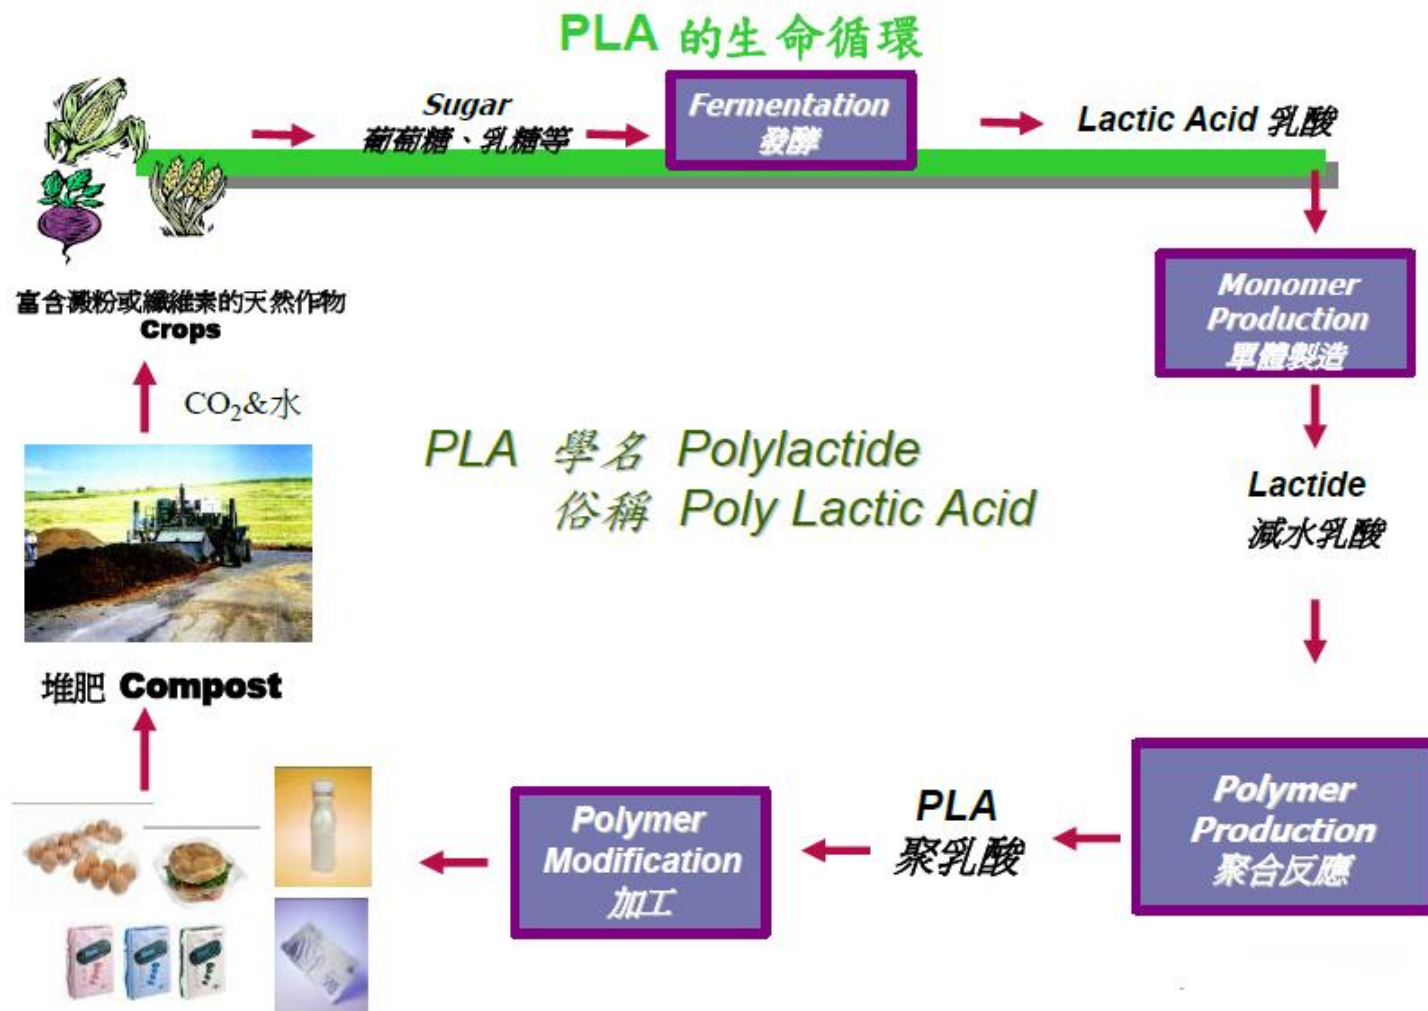 PLA 的生命循環
Sugar
葡萄糖、乳糖等
Fermentation
發酵
Lactic Acid 乳酸
Monomer
Production
單體製造
富含澱粉或纖維素的天然作物
Crops
CO₂&水
PLA 學名 Polylactide
俗稱 Poly Lactic Acid
Lactide
減水乳酸
堆肥 Compost
Polymer
Production
聚合反應
PLA
聚乳酸
Polymer
Modification
加工